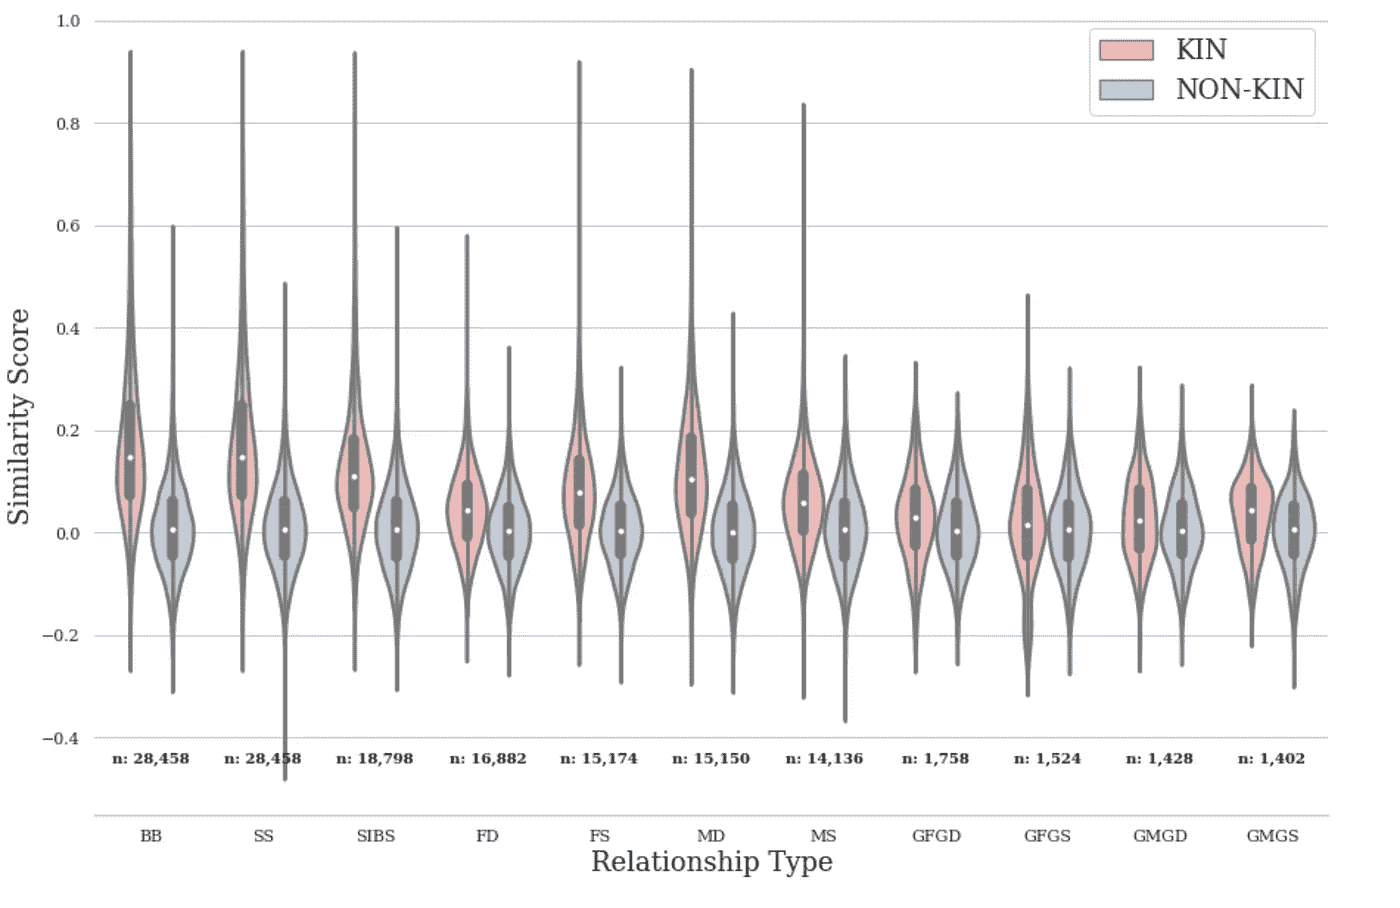 1.0
KIN
NON-KIN
0.8
0.6
0.4
0.2
0.0
−0.2
−0.4
Similarity Score
n: 28,458 n: 28,458 n: 18,798 n: 16,882 n: 15,174 n: 15,150 n: 14,136 n: 1,758 n: 1,524 n: 1,428 n: 1,402
BB SS SIBS FD FS MD MS GFGD GFGS GMGD GMGS
Relationship Type